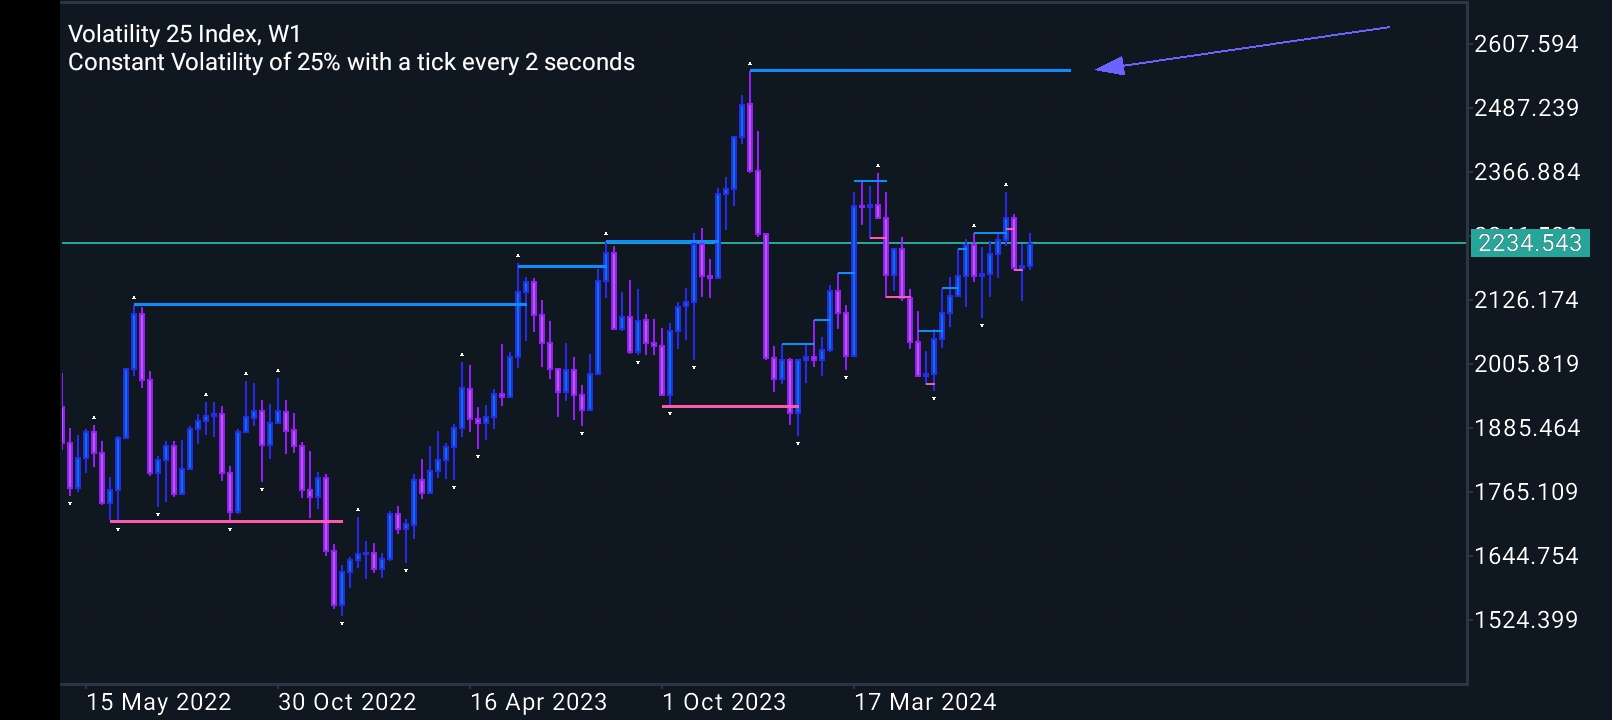 Volatility 25 Index, W1
Constant Volatility of 25% with a tick every 2 seconds
2607.594
2487.239
2366.884
2234.543
2126.174
2005.819
1885.464
1765.109
1644.754
1524.399
15 May 2022
30 Oct 2022
16 Apr 2023
1 Oct 2023
17 Mar 2024